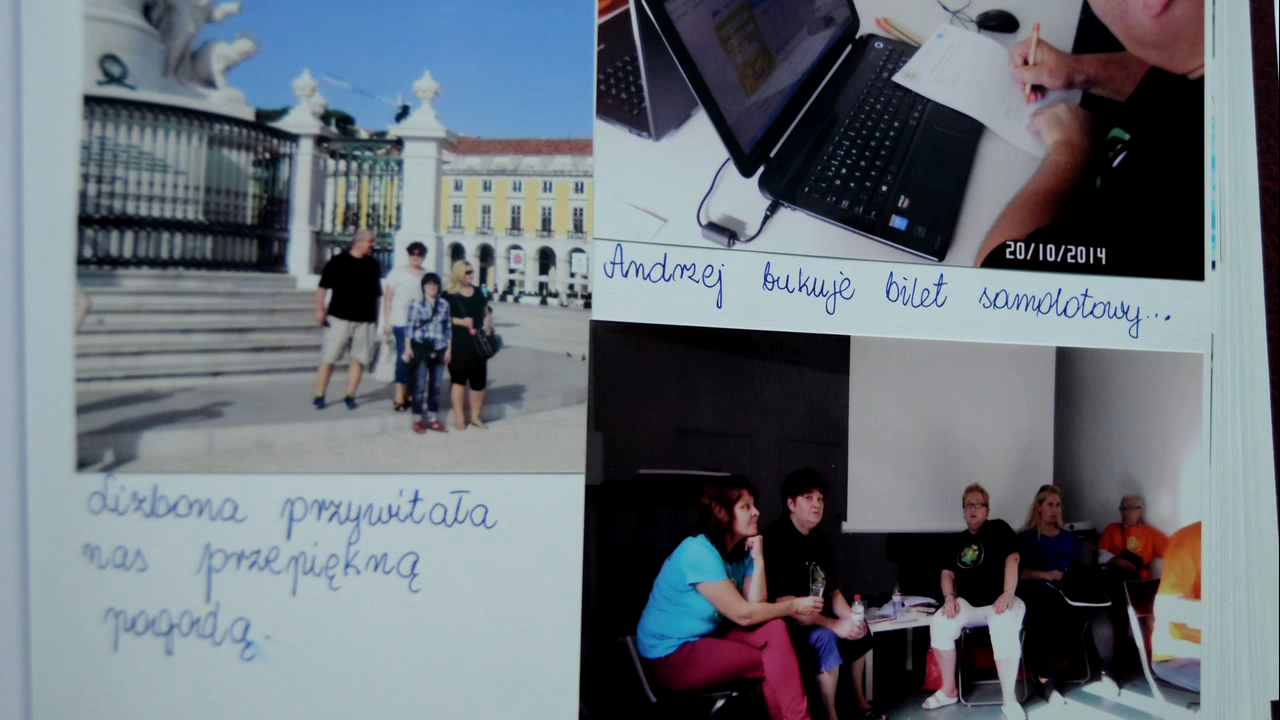 Lizbona przywitała
nas przepiękną
pogodą.
20/10/2014
Andrzej bukuje bilet samolotowy...